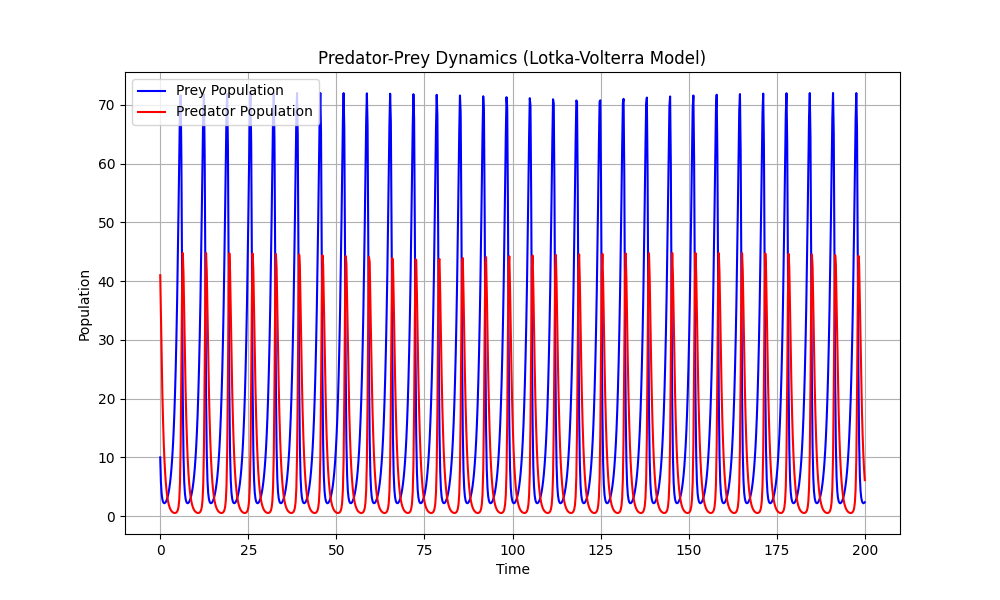 Predator-Prey Dynamics (Lotka-Volterra Model)
Prey Population
Predator Population
Population
70
60
50
40
30
20
10
0
0 25 50 75 100 125 150 175 200
Time